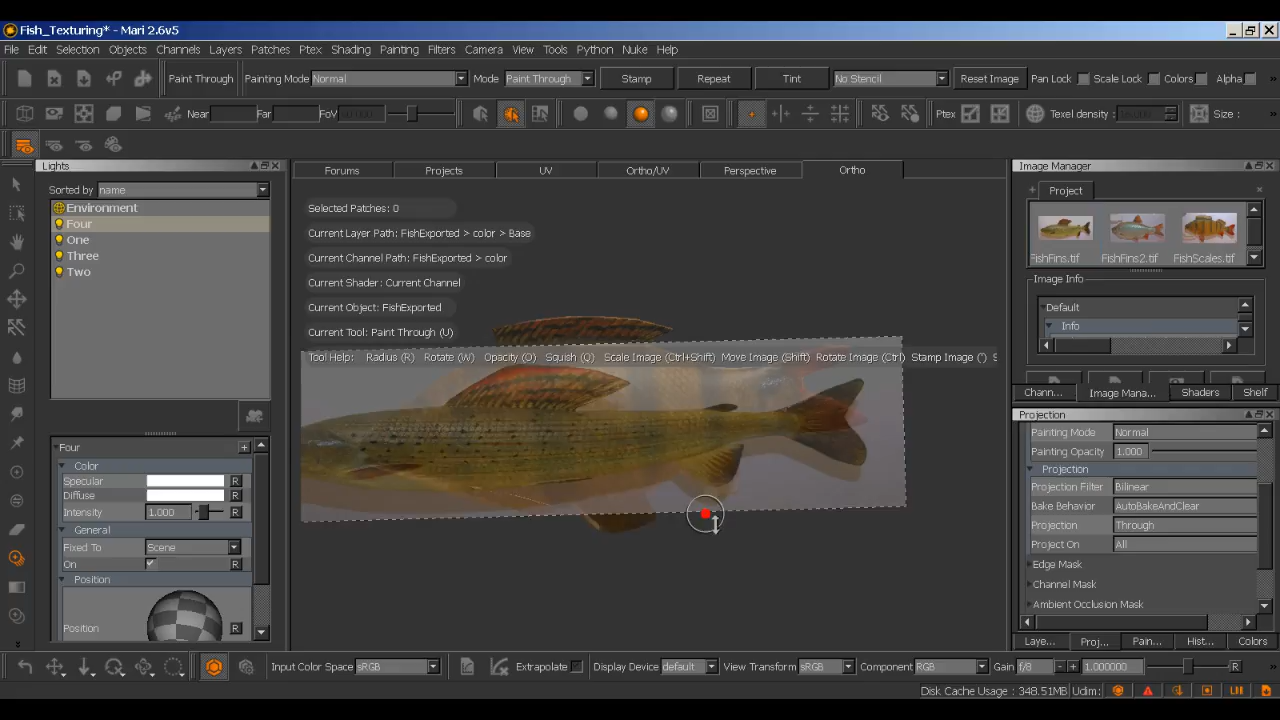 Fish_Texturing* - Mari 2.6v5
File Edit Selection Objects Channels Layers Patches Ptex Shading Painting Filters Camera View Tools Python Nuke Help
Paint Through Painting Mode Normal Mode Paint Through Stamp Repeat Tint No Stencil Reset Image Pan Lock Scale Lock Colors Alpha
Near Far FoV Ptex Texel density : Size :
Lights
Sorted by name
Environment
Four
One
Three
Two
Four
Color
Specular R
Diffuse R
Intensity 1.000 R
General
Fixed To Scene R
On R
Position
Position R
Forums Projects UV Ortho/UV Perspective Ortho
Selected Patches: 0
Current Layer Path: FishExported > color > Base
Current Channel Path: FishExported > color
Current Shader: Current Channel
Current Object: FishExported
Current Tool: Paint Through (U)
Tool Help: Radius (R) Rotate (W) Opacity (O) Squish (Q) Scale Image (Ctrl+Shift) Move Image (Shift) Rotate Image (Ctrl) Stamp Image (') S
Image Manager
Project
FishFins.tif FishFins2.tif FishScales.tif
Image Info
Default
Info
Chann... Image Mana... Shaders Shelf
Projection
Painting Mode Normal
Painting Opacity 1.000
Projection
Projection Filter Bilinear
Bake Behavior AutoBakeAndClear
Projection Through
Project On All
Edge Mask
Channel Mask
Ambient Occlusion Mask
Laye... Proj... Pain... Hist... Colors
Input Color Space sRGB Extrapolate Display Device default View Transform sRGB Component RGB Gain f/8 - + 1.000000 R
Disk Cache Usage : 348.51MB Udim: